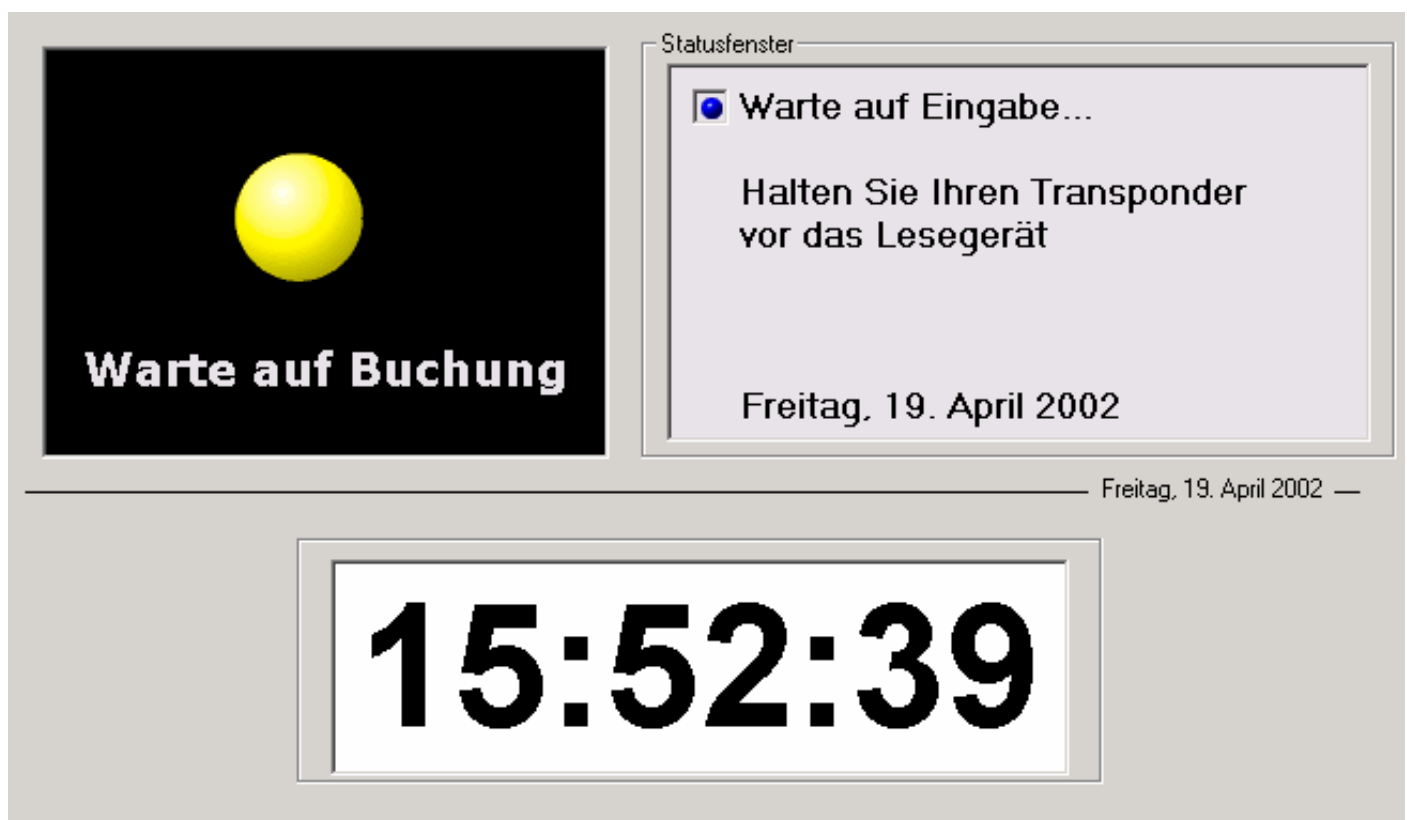 Warte auf Buchung
Statusfenster
Warte auf Eingabe...
Halten Sie Ihren Transponder
vor das Lesegerät
Freitag, 19. April 2002
Freitag, 19. April 2002
15:52:39